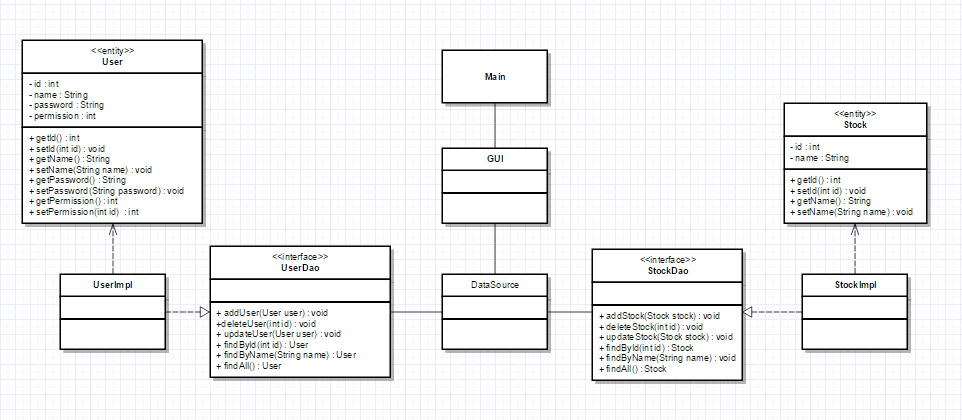 <<entity>>
User
- id : int
- name : String
- password : String
- permission : int
+ getId() : int
+ setId(int id) : void
+ getName() : String
+ setName(String name) : void
+ getPassword() : String
+ setPassword(String password) : void
+ getPermission() : int
+ setPermission(int id) : int
Main
GUI
<<entity>>
Stock
- id : int
- name : String
+ getId() : int
+ setId(int id) : void
+ getName() : String
+ setName(String name) : void
UserImpl
<<interface>>
UserDao
+ addUser(User user) : void
+deleteUser(int id) : void
+ updateUser(User user) : void
+ findById(int id) : User
+ findByName(String name) : User
+ findAll() : User
DataSource
<<interface>>
StockDao
+ addStock(Stock stock) : void
+ deleteStock(int id) : void
+ updateStock(Stock stock) : void
+ findById(int id) : Stock
+ findByName(String name) : void
+ findAll() : Stock
StockImpl